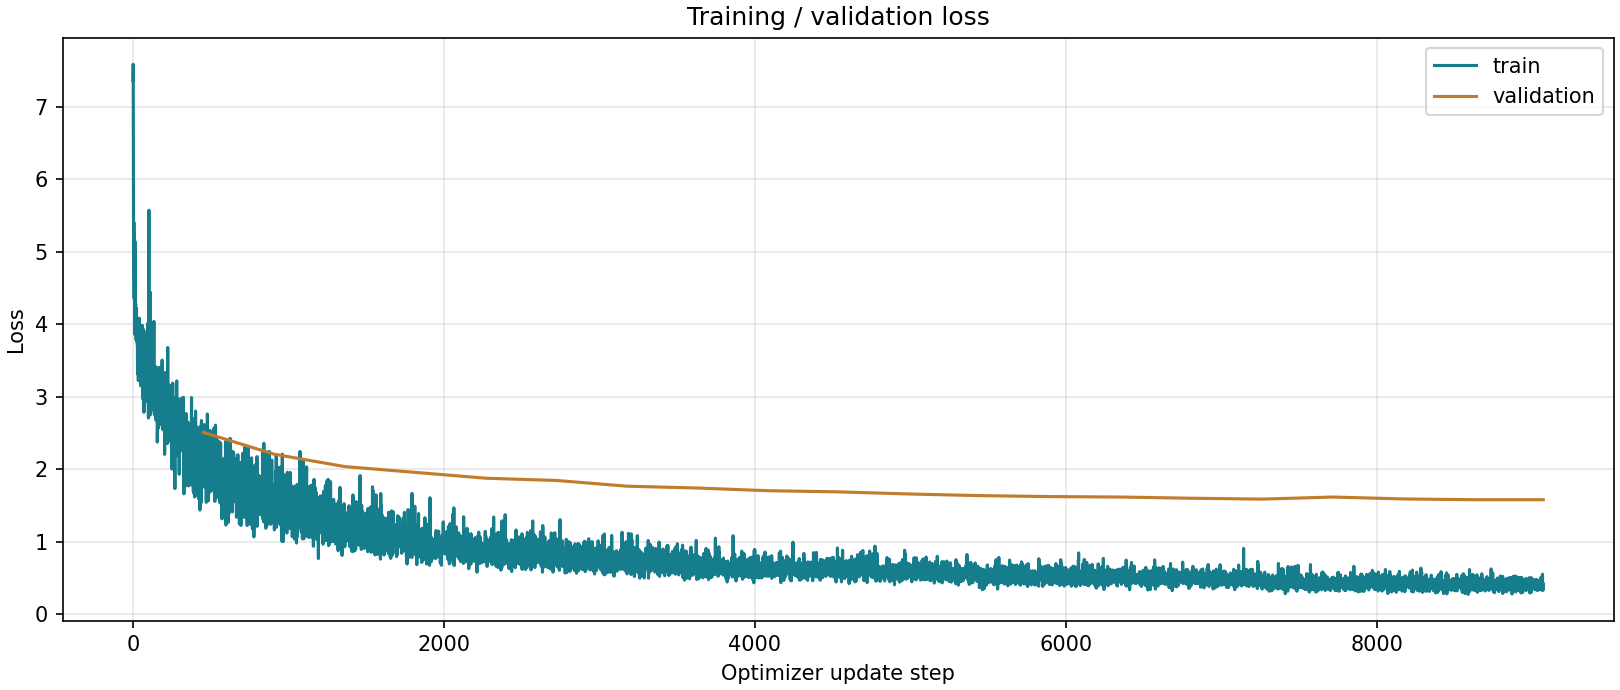 Training / validation loss
train
validation
7
6
5
4
3
2
1
0
Loss
0
2000
4000
6000
8000
Optimizer update step